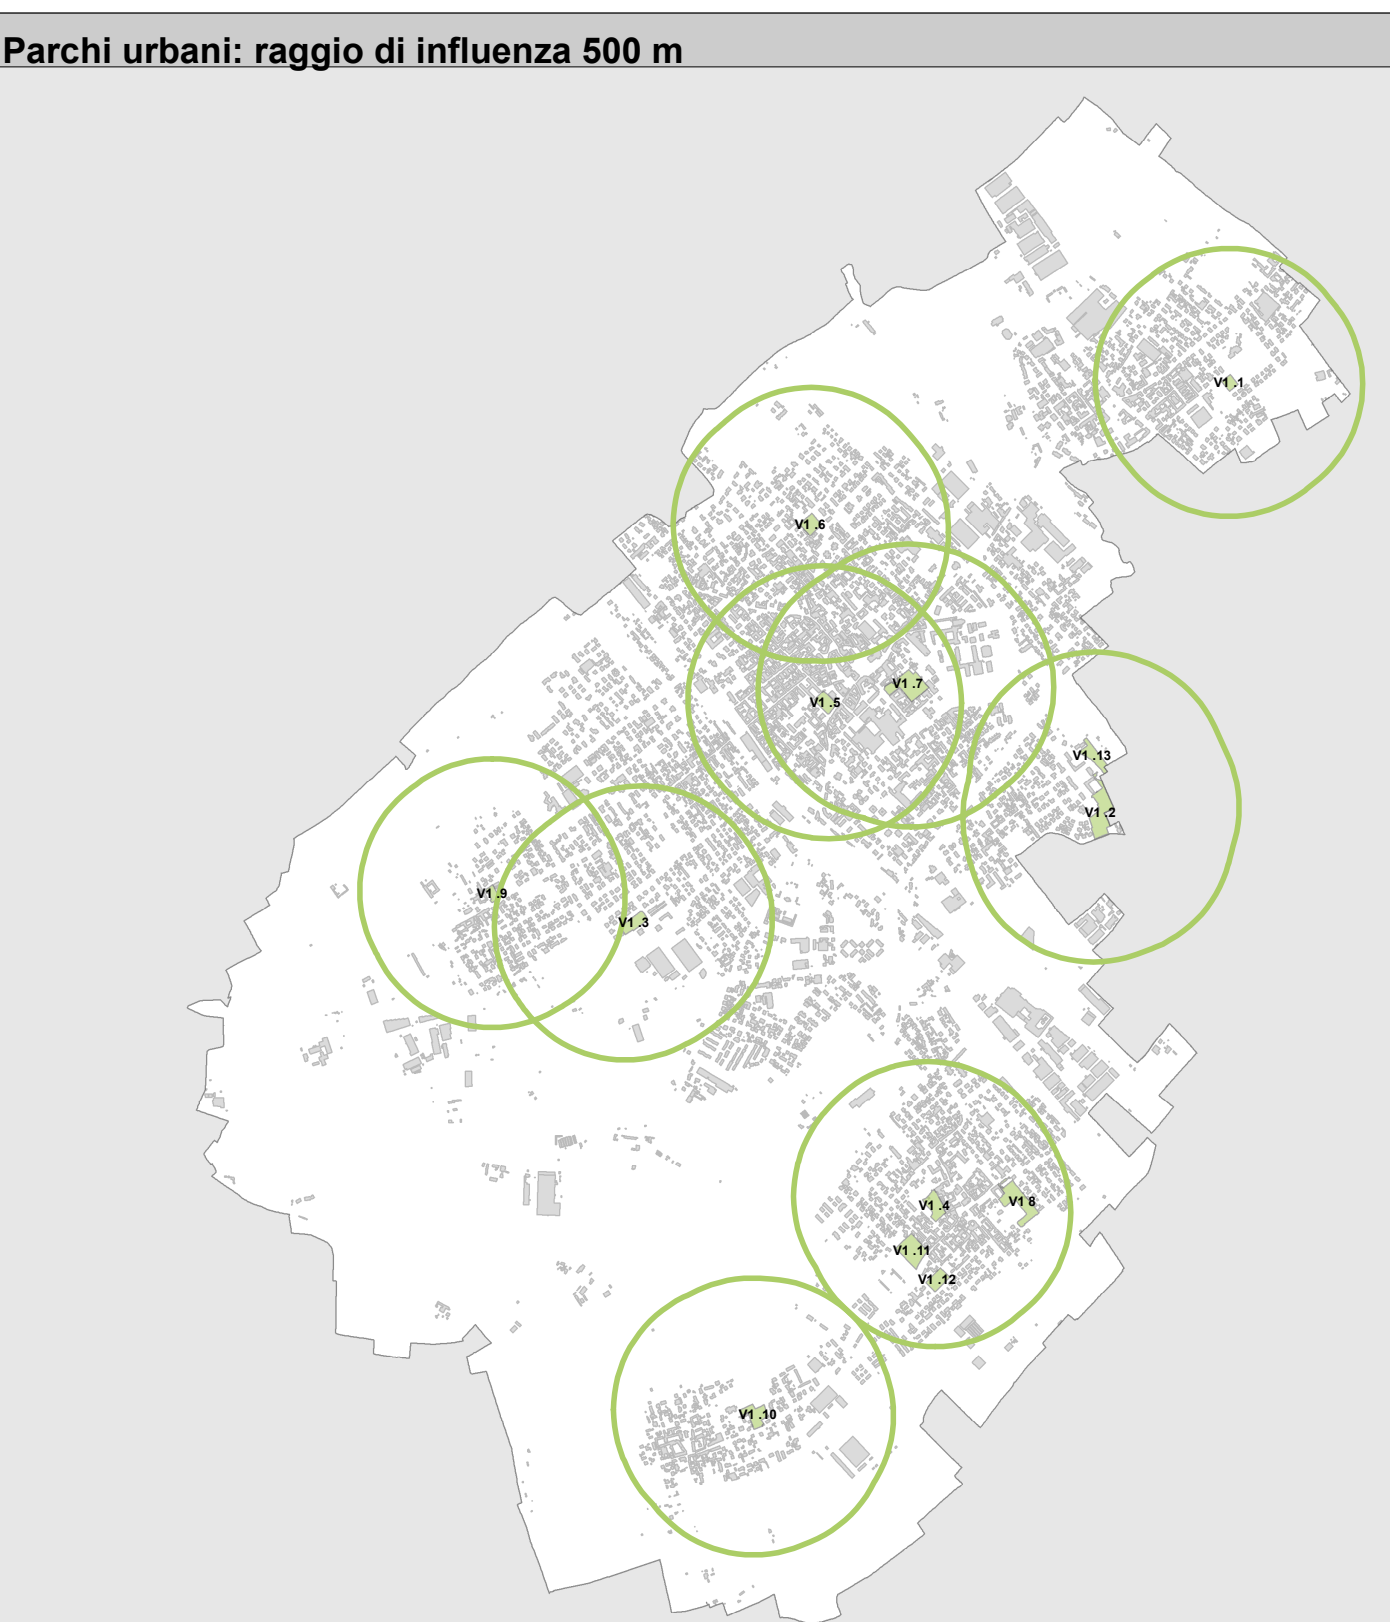 Parchi urbani: raggio di influenza 500 m
V1 .1
V1 .6
V1 .7
V1 .5
V1 .13
V1 .2
V1 .9
V1 .3
V1 8
V1 .4
V1 .11
V1 .12
V1 .10